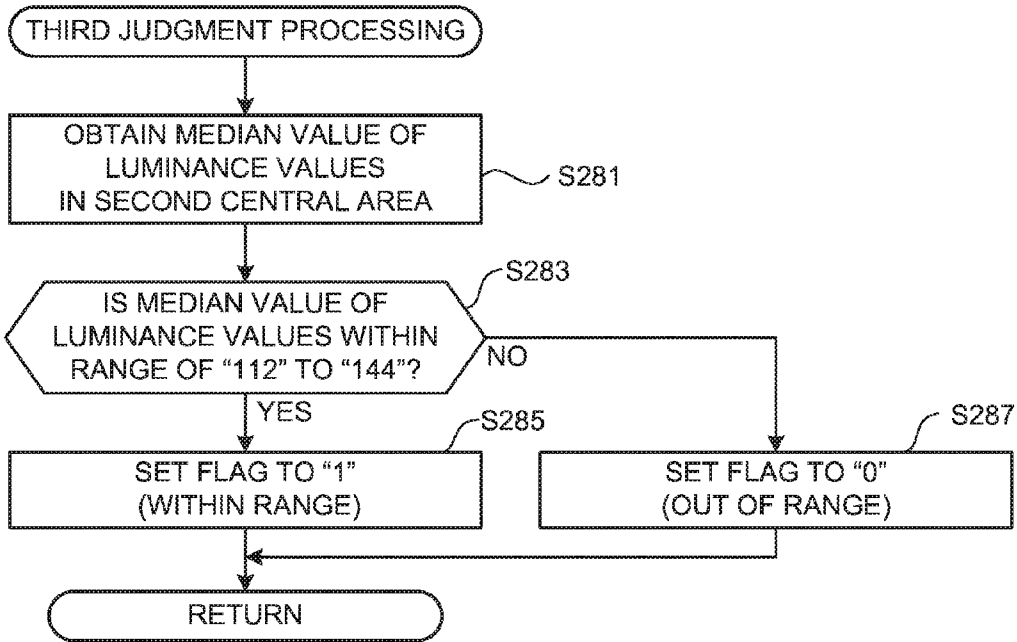 THIRD JUDGMENT PROCESSING
OBTAIN MEDIAN VALUE OF
LUMINANCE VALUES
IN SECOND CENTRAL AREA
S281
S283
IS MEDIAN VALUE OF
LUMINANCE VALUES WITHIN
RANGE OF “112” TO “144”?
NO
YES
S285
S287
SET FLAG TO “1”
(WITHIN RANGE)
SET FLAG TO “0”
(OUT OF RANGE)
RETURN